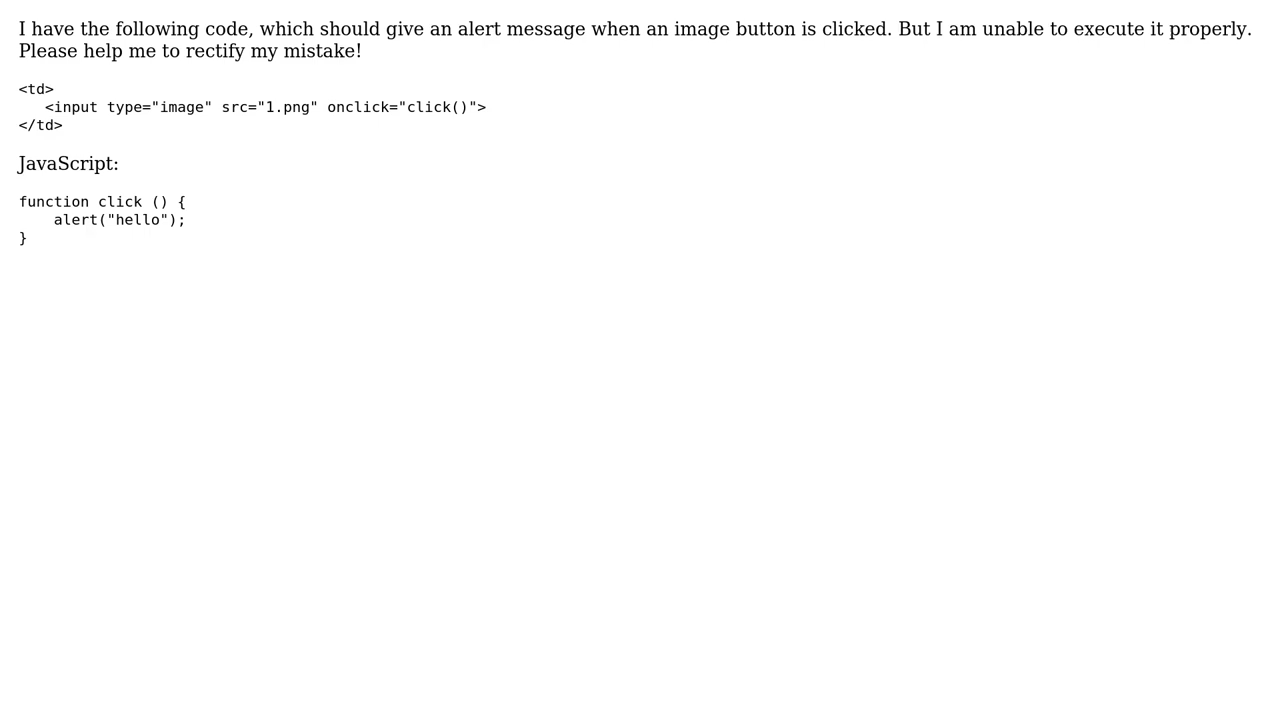 I have the following code, which should give an alert message when an image button is clicked. But I am unable to execute it properly.
Please help me to rectify my mistake!
<td>
   <input type="image" src="1.png" onclick="click()">
</td>
JavaScript:
function click () {
    alert("hello");
}